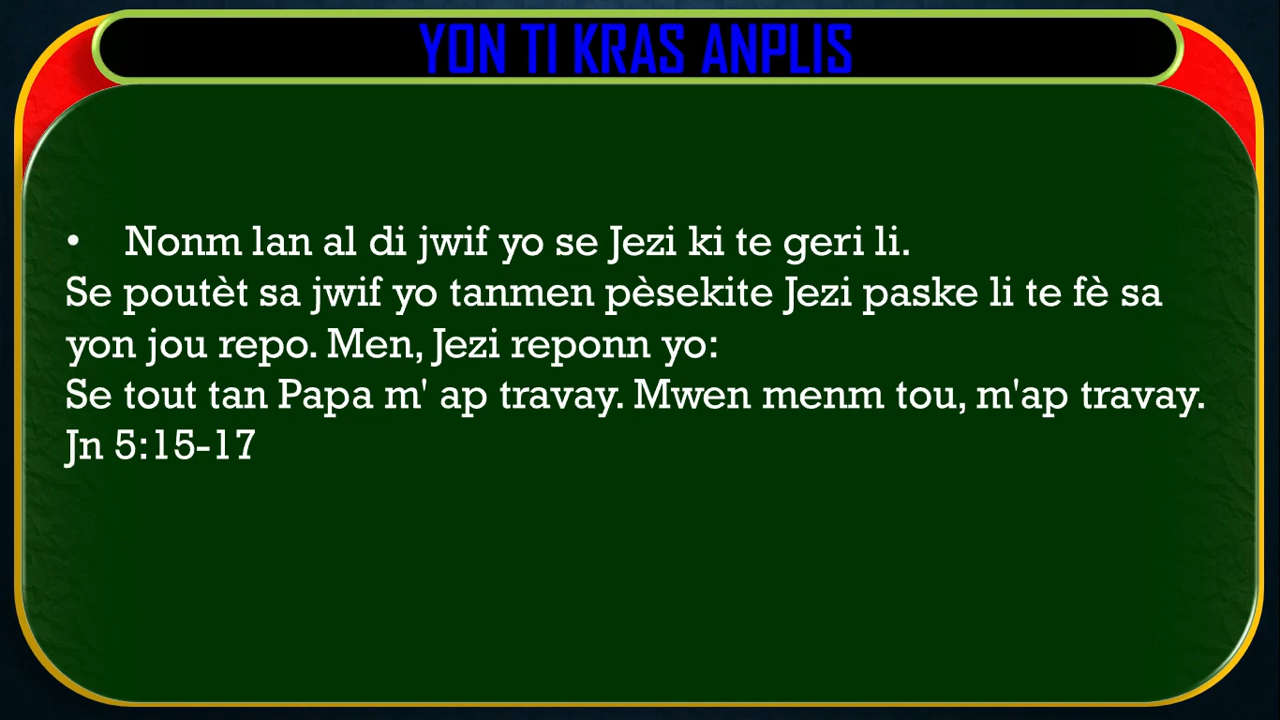 YON TI KRAS ANPLIS
• Nonm lan al di jwif yo se Jezi ki te geri li.
Se poutèt sa jwif yo tanmen pèsekite Jezi paske li te fè sa
yon jou repo. Men, Jezi reponn yo:
Se tout tan Papa m' ap travay. Mwen menm tou, m'ap travay.
Jn 5:15-17